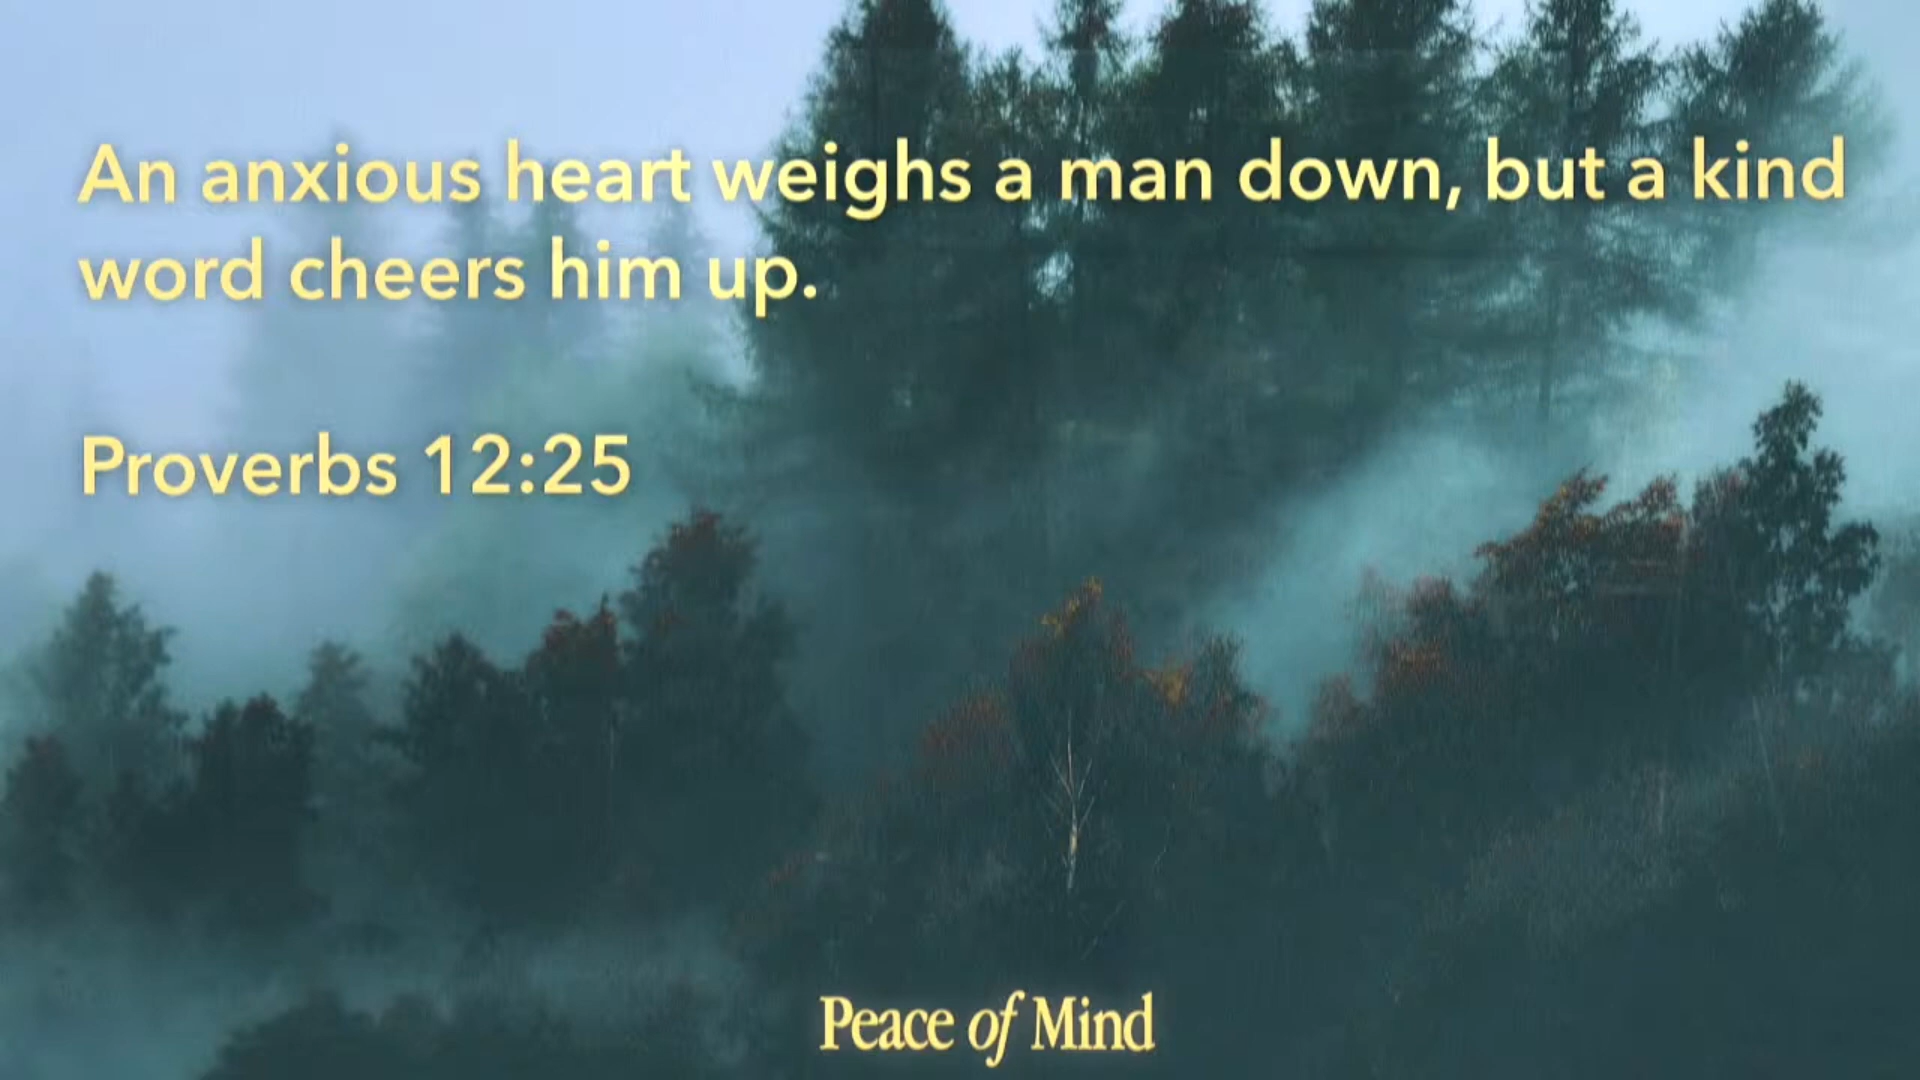 An anxious heart weighs a man down, but a kind
word cheers him up.
Proverbs 12:25
Peace of Mind